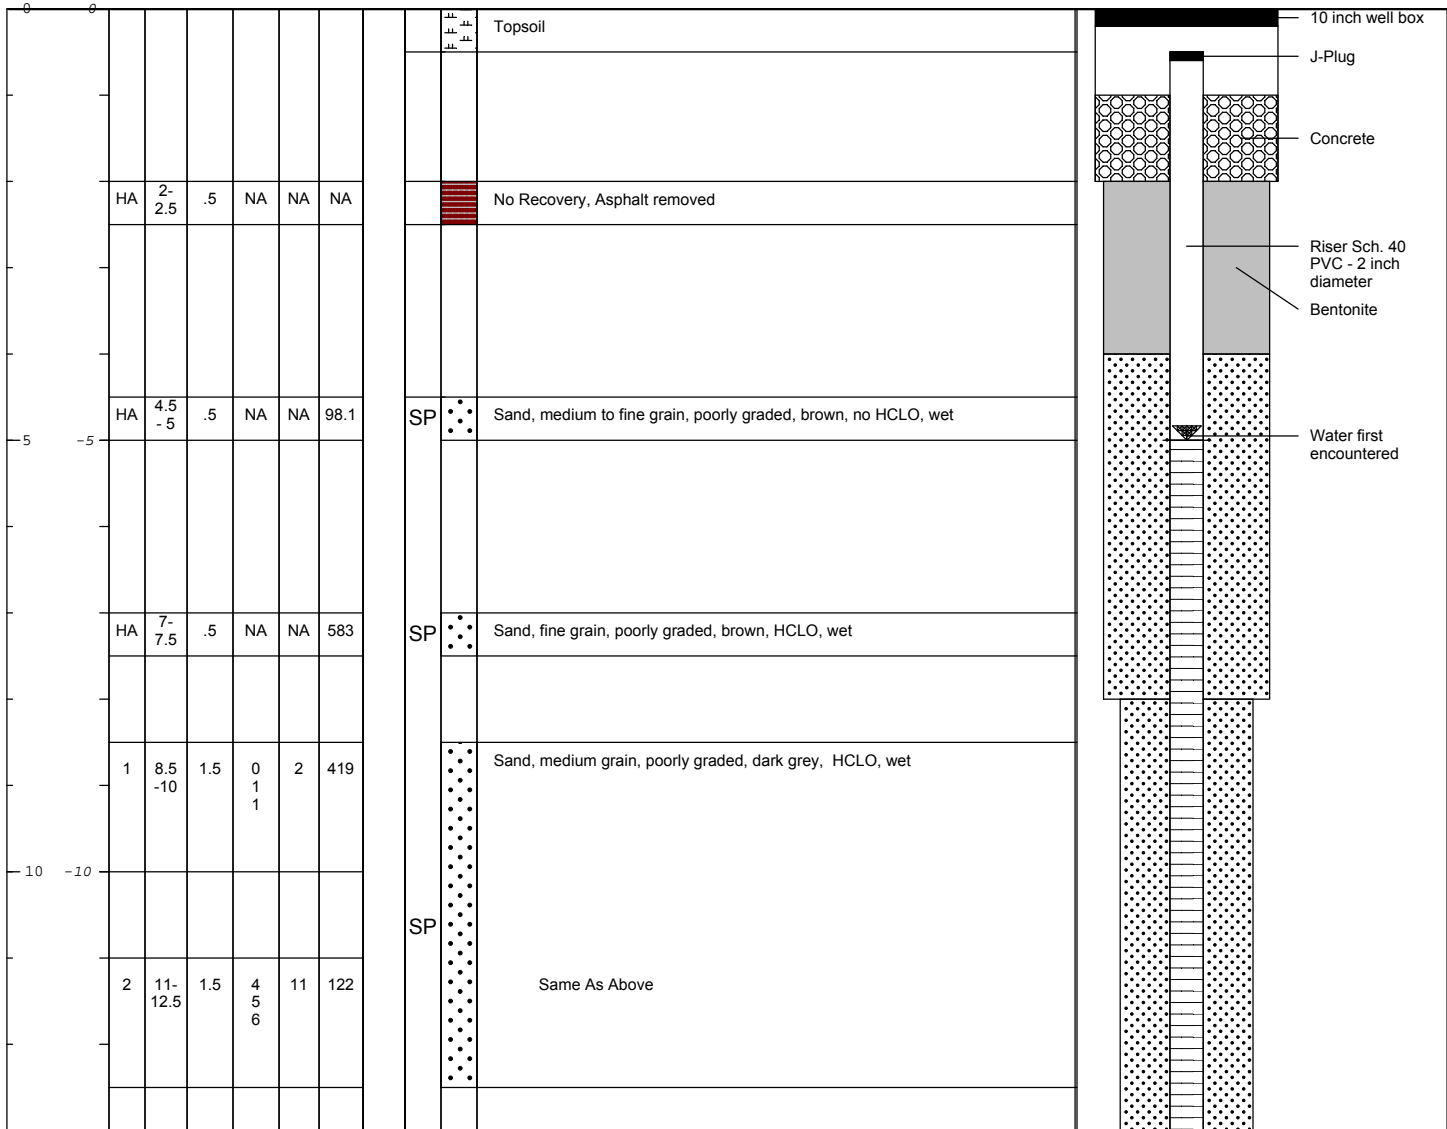 0 0
Topsoil
10 inch well box
J-Plug
Concrete
HA 2- 2.5 .5 NA NA NA
No Recovery, Asphalt removed
Riser Sch. 40
PVC - 2 inch
diameter
Bentonite
HA 4.5 - 5 .5 NA NA 98.1
SP
Sand, medium to fine grain, poorly graded, brown, no HCLO, wet
5 -5
Water first
encountered
HA 7- 7.5 .5 NA NA 583
SP
Sand, fine grain, poorly graded, brown, HCLO, wet
Sand, medium grain, poorly graded, dark grey, HCLO, wet
1 8.5 -10 1.5 0 1 1 2 419
10 -10
SP
2 11- 12.5 1.5 4 5 6 11 122
Same As Above